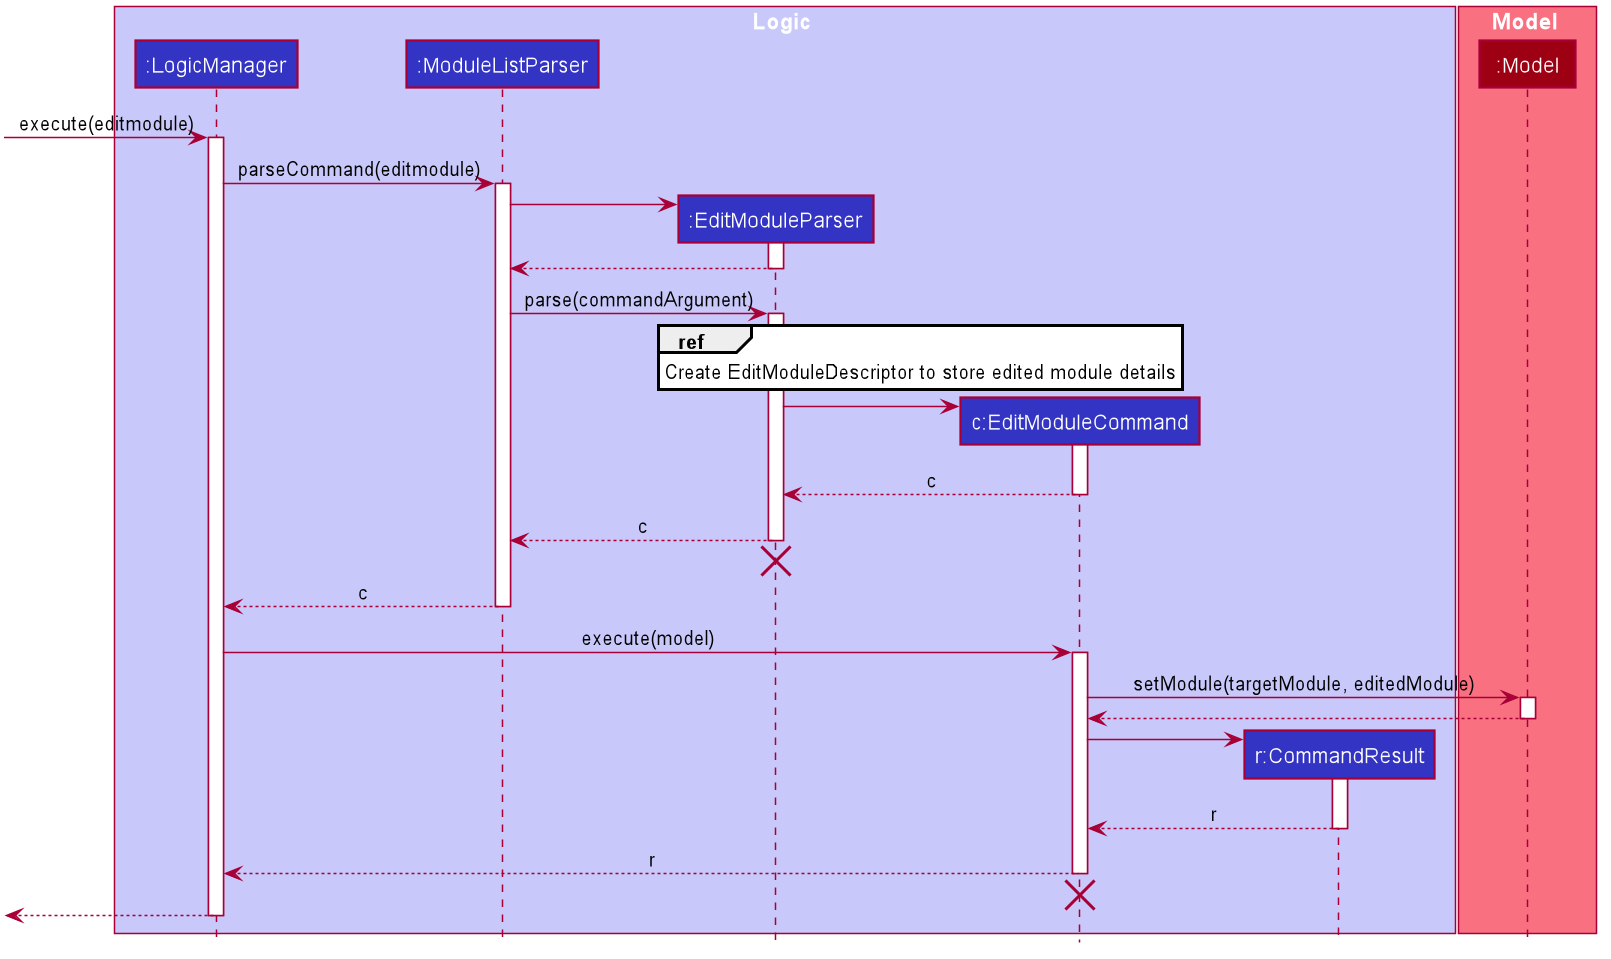 Logic
Model
:LogicManager
:ModuleListParser
:Model
execute(editmodule)
parseCommand(editmodule)
:EditModuleParser
parse(commandArgument)
ref
Create EditModuleDescriptor to store edited module details
c:EditModuleCommand
c
c
c
execute(model)
setModule(targetModule, editedModule)
r:CommandResult
r
r